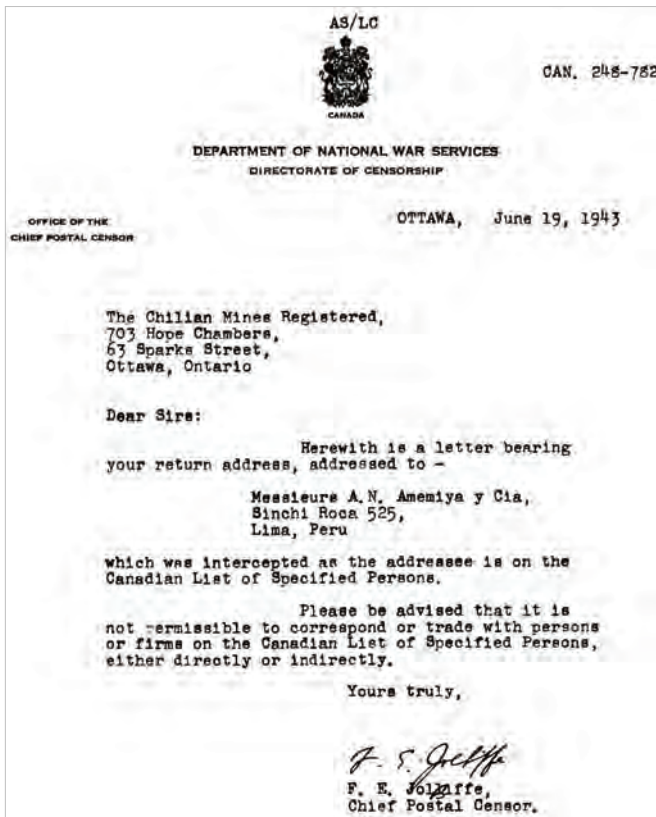 AS/LC
CAN. 248-782
CANADA
DEPARTMENT OF NATIONAL WAR SERVICES
DIRECTORATE OF CENSORSHIP
OFFICE OF THE
CHIEF POSTAL CENSOR
OTTAWA, June 19, 1943
The Chilian Mines Registered,
703 Hope Chambers,
63 Sparks Street,
Ottawa, Ontario
Dear Sirs:
Herewith is a letter bearing
your return address, addressed to -
Messieurs A.N. Amemiya y Cia,
Sinchi Roca 525,
Lima, Peru
which was intercepted as the addressee is on the
Canadian List of Specified Persons.
Please be advised that it is
not permissible to correspond or trade with persons
or firms on the Canadian List of Specified Persons,
either directly or indirectly.
Yours truly,
F. E. Jolliffe
F. E. Jolliffe,
Chief Postal Censor.